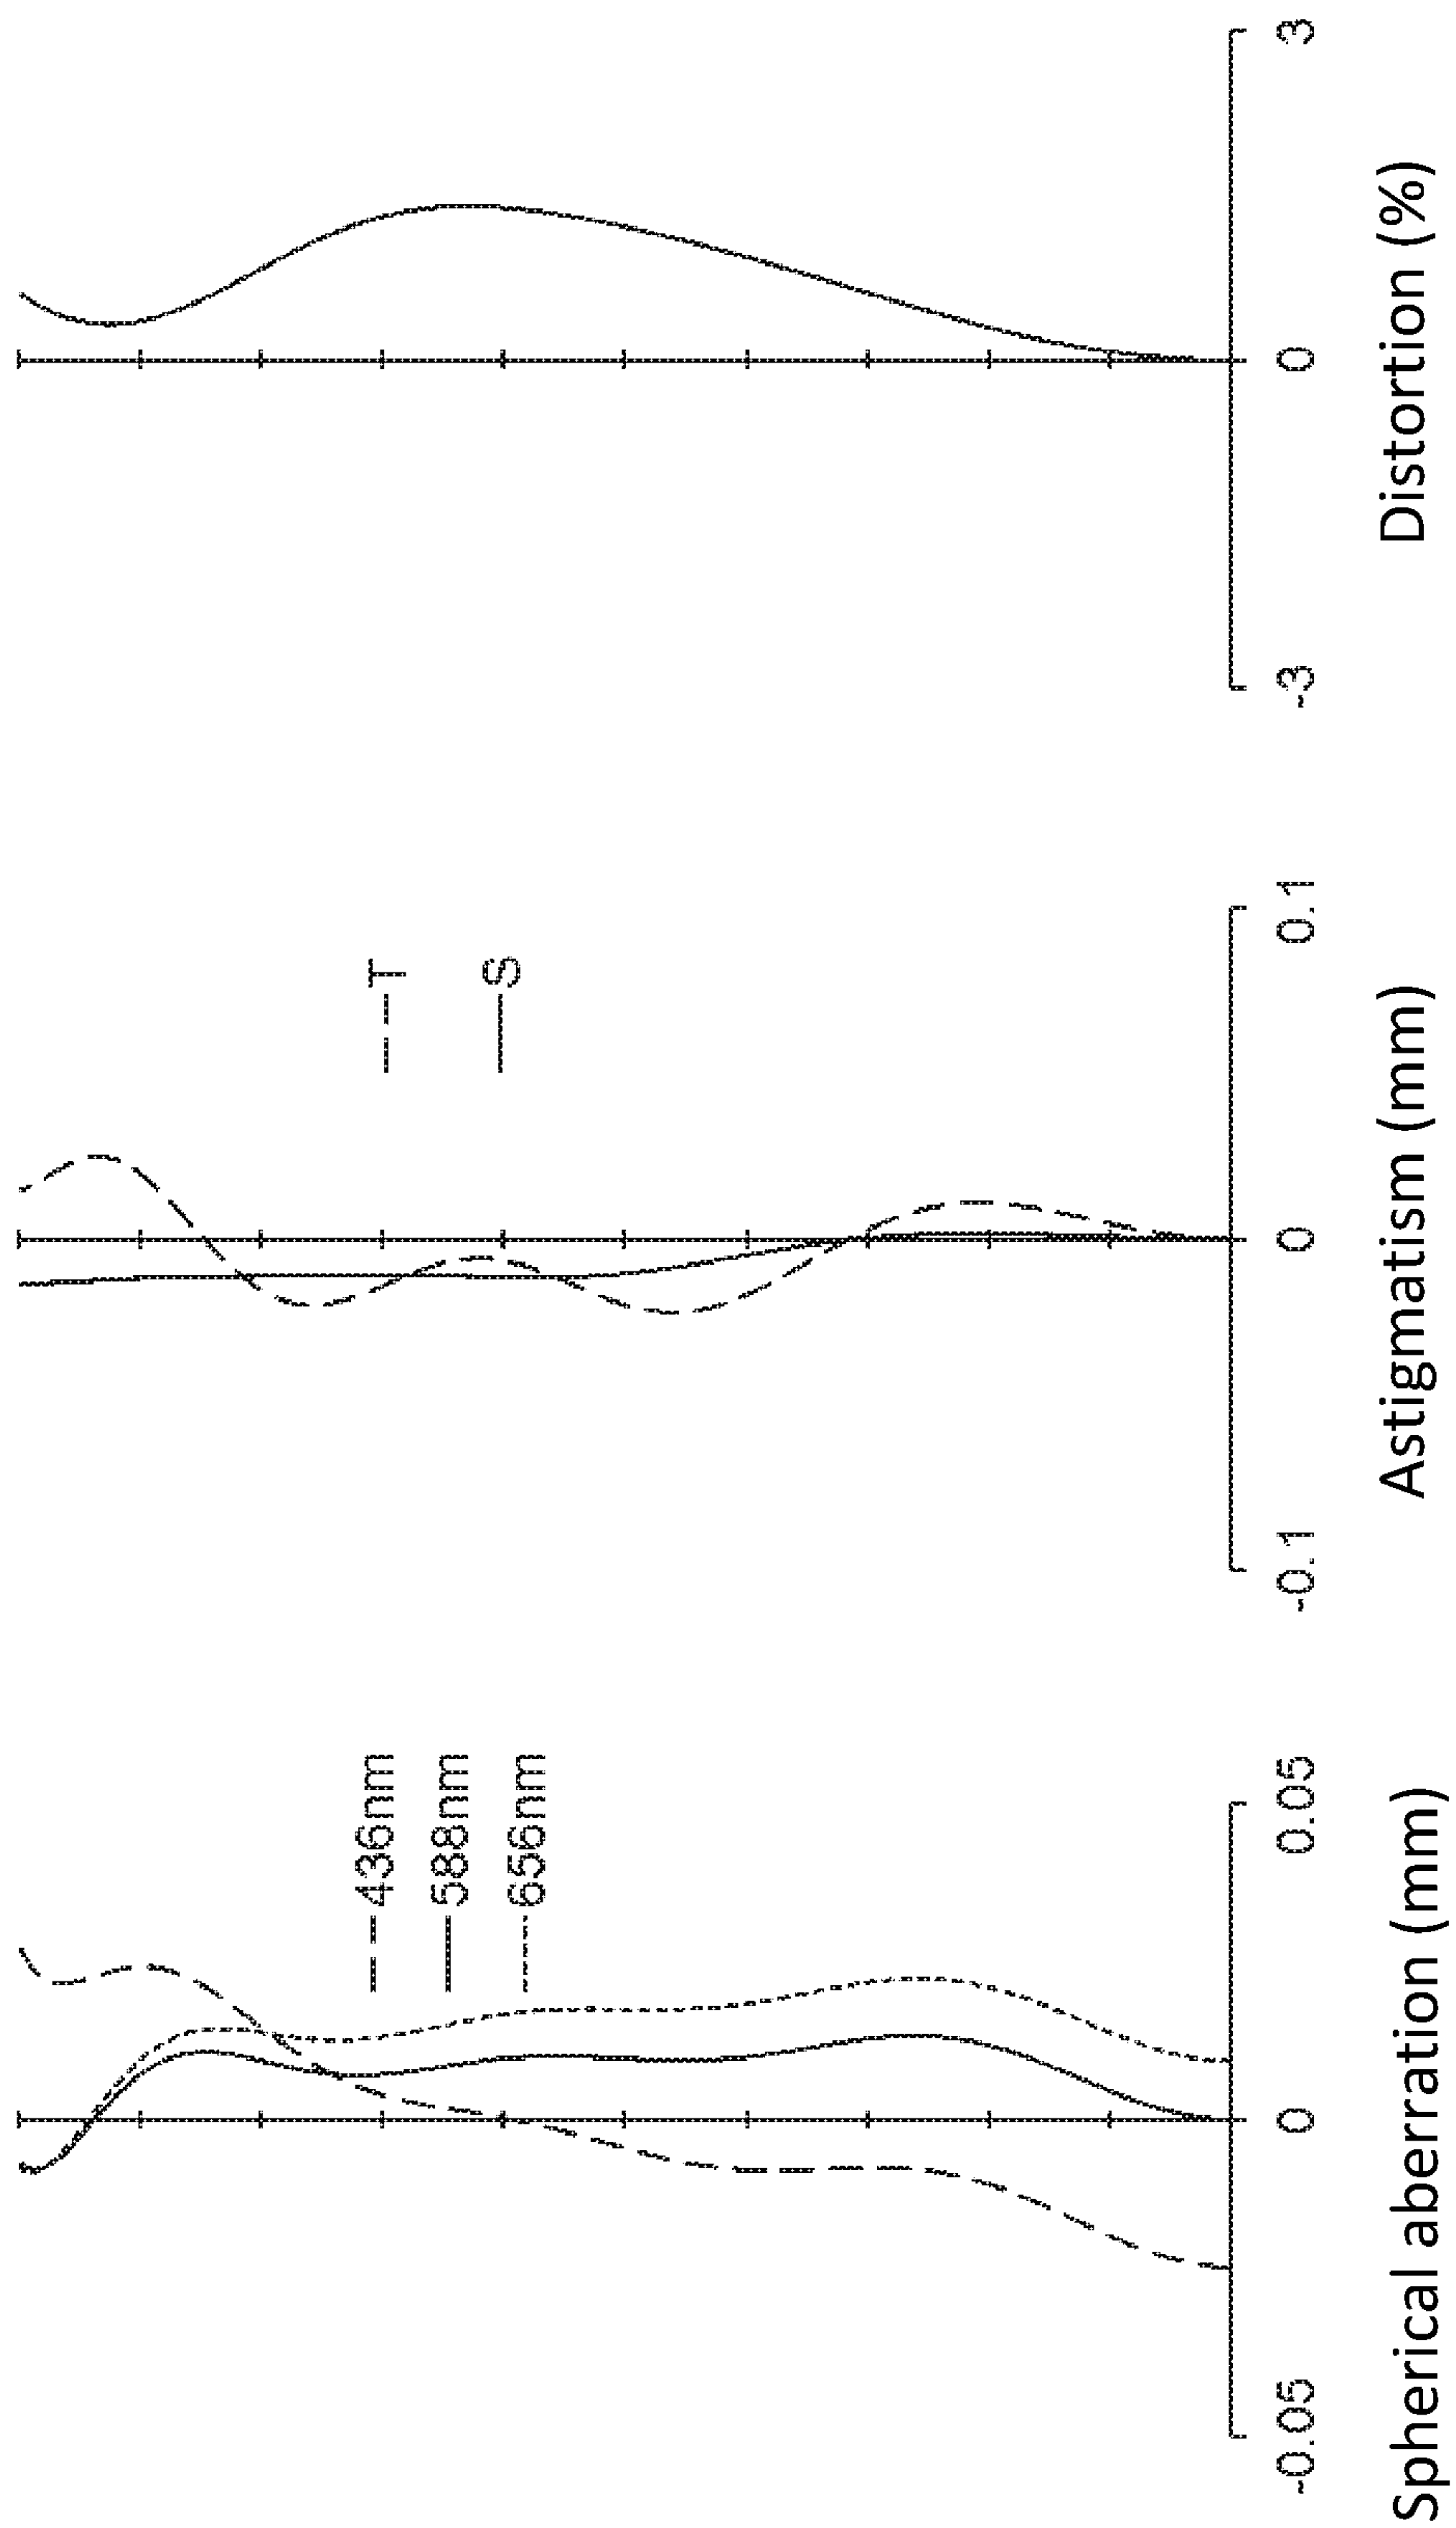 436nm
588nm
656nm
-0.05
0
0.05
Spherical aberration (mm)
T
S
-0.1
0
0.1
Astigmatism (mm)
-3
0
3
Distortion (%)